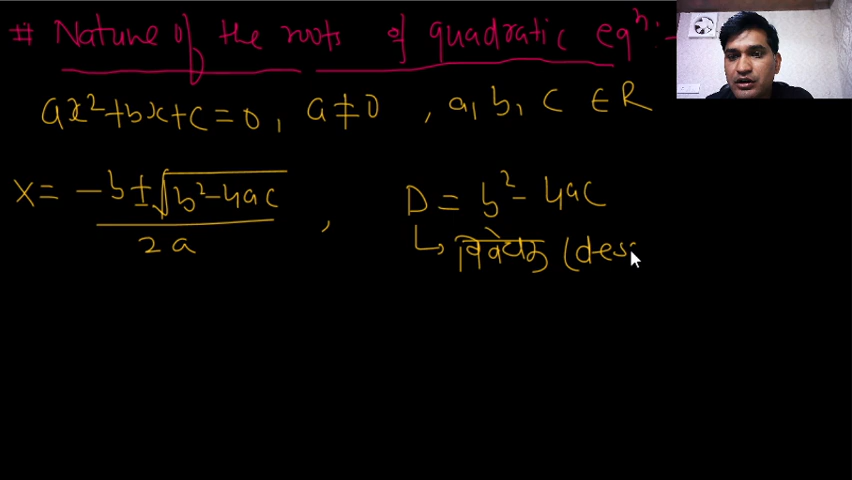 # Nature of the roots of quadratic eqⁿ:-
ax²+bx+c=0, a≠0, a, b, c ∈ R
x = (-b±√(b²-4ac))/2a, D = b²-4ac
↳ विवेचक (des